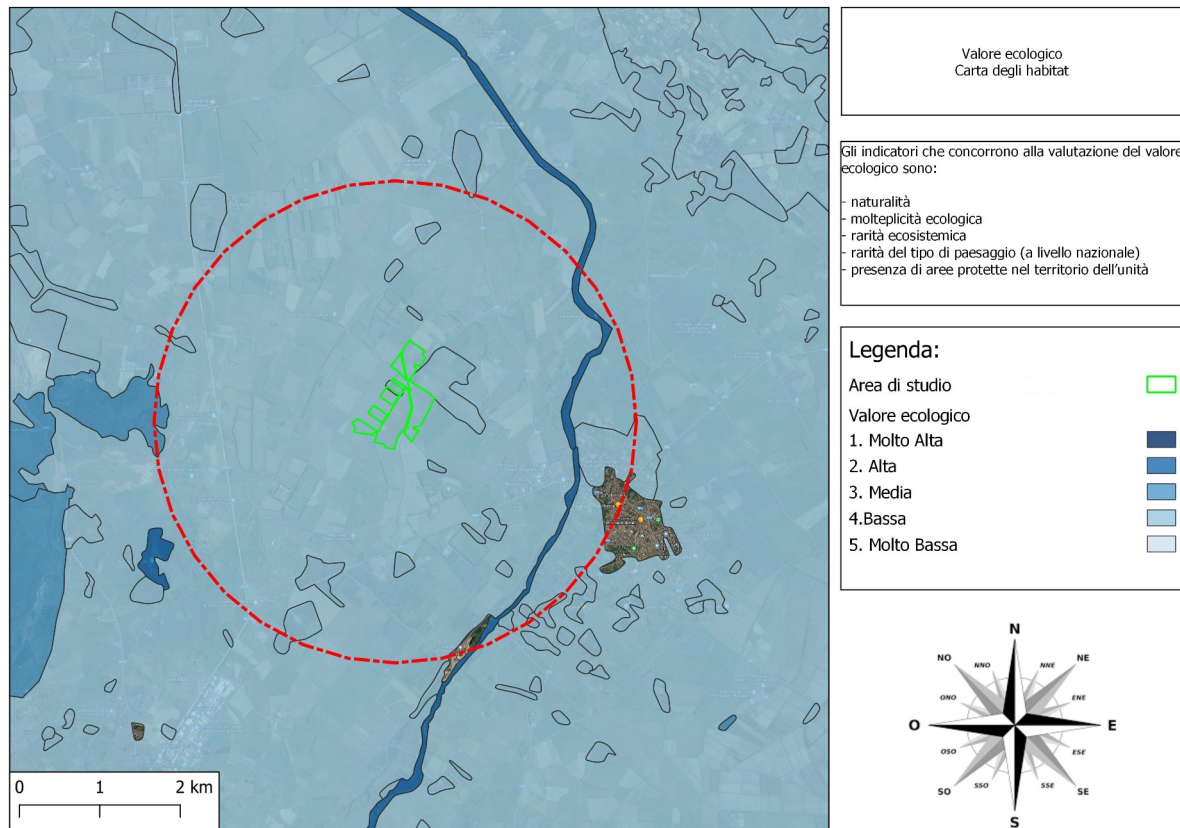 Valore ecologico
Carta degli habitat
Gli indicatori che concorrono alla valutazione del valore
ecologico sono:
- naturalità
- molteplicità ecologica
- rarità ecosistemica
- rarità del tipo di paesaggio (a livello nazionale)
- presenza di aree protette nel territorio dell'unità
Legenda:
Area di studio
Valore ecologico
1. Molto Alta
2. Alta
3. Media
4.Bassa
5. Molto Bassa
N
NNO
NNE
NO
NE
ONO
ENE
O
E
OSO
ESE
SO
SE
SSO
SSE
S
0 1 2 km